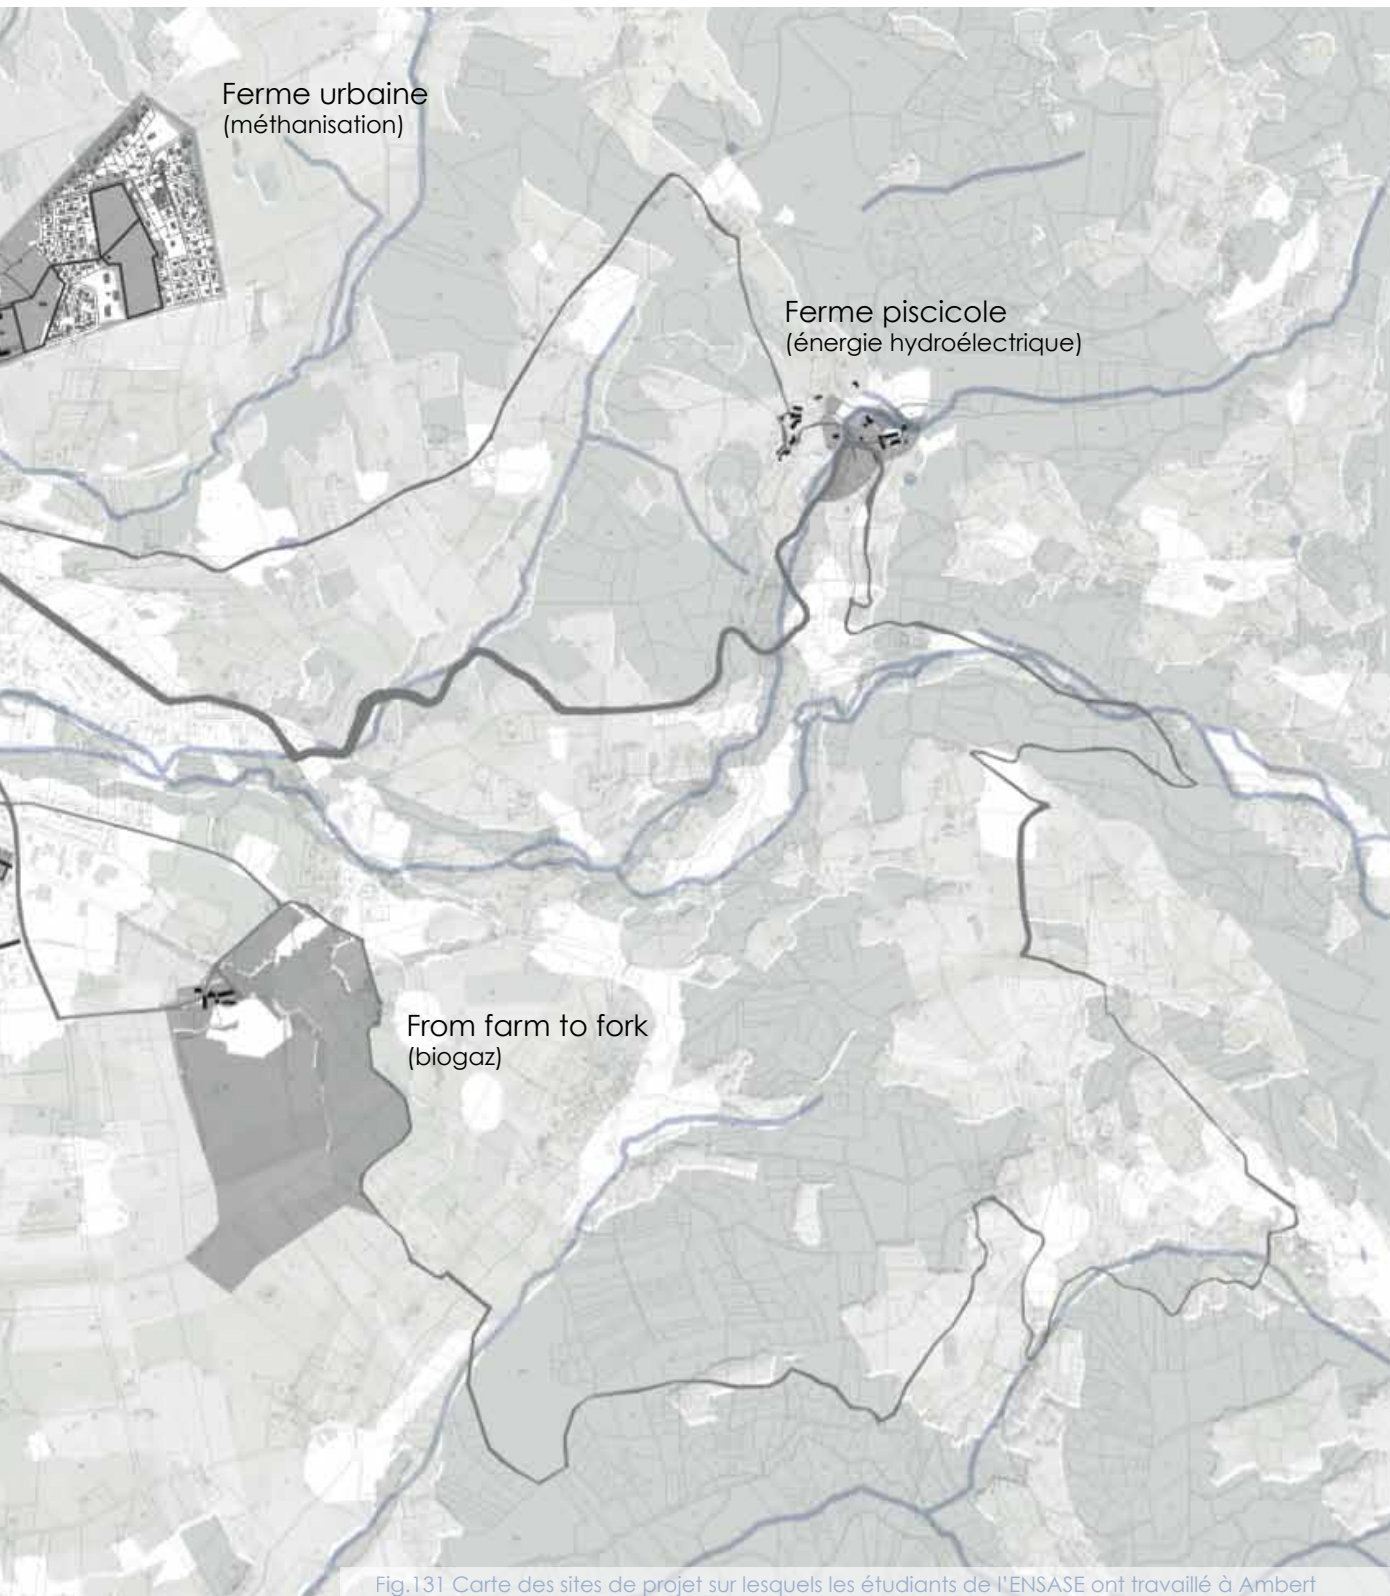 Ferme urbaine
(méthanisation)
Ferme piscicole
(énergie hydroélectrique)
From farm to fork
(biogaz)
Fig.131 Carte des sites de projet sur lesquels les étudiants de l'ENSASE ont travaillé à Ambert